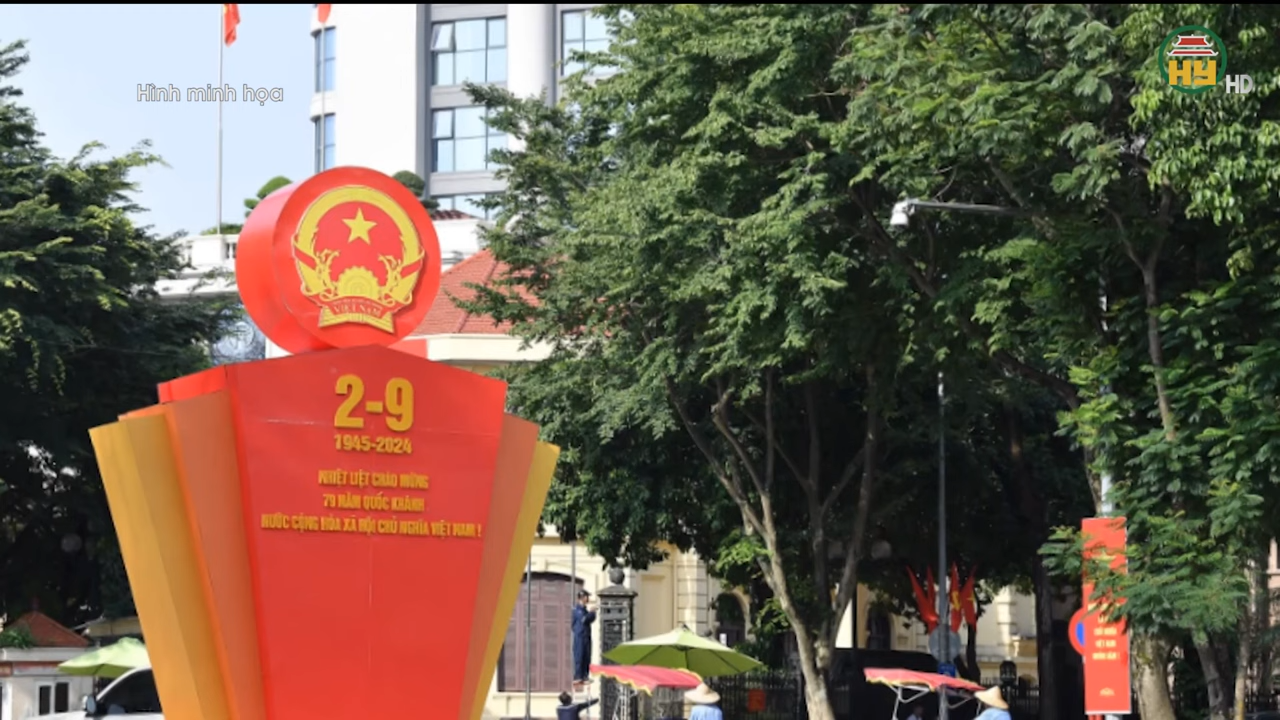 Hình minh họa
HY
HD
VIỆT NAM
2-9
1945-2024
NHIỆT LIỆT CHÀO MỪNG
79 NĂM QUỐC KHÁNH
NƯỚC CỘNG HÒA XÃ HỘI CHỦ NGHĨA VIỆT NAM !